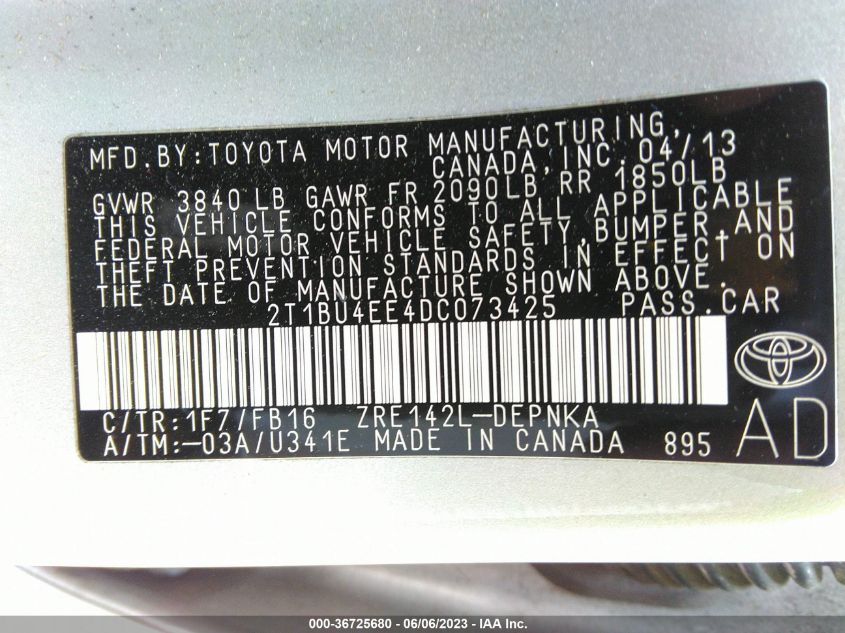 MFD.BY:TOYOTA MOTOR MANUFACTURING,
CANADA,INC. 04/13
GVWR 3840 LB GAWR FR 2090LB RR 1850LB
THIS VEHICLE CONFORMS TO ALL APPLICABLE
FEDERAL MOTOR VEHICLE SAFETY,BUMPER,AND
THEFT PREVENTION STANDARDS IN EFFECT ON
THE DATE OF MANUFACTURE SHOWN ABOVE.
2T1BU4EE4DC073425 PASS.CAR
C/TR:1F7/FB16 ZRE142L-DEPNKA
A/TM:-03A/U341E MADE IN CANADA 895
AD
000-36725680 - 06/06/2023 - IAA Inc.